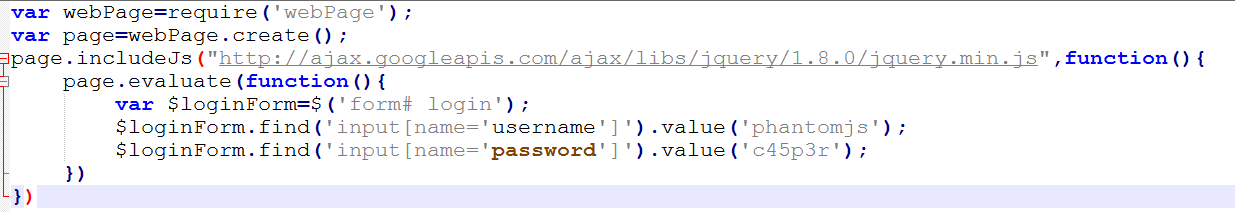 var webPage=require('webPage');
var page=webPage.create();
page.includeJs("http://ajax.googleapis.com/ajax/libs/jquery/1.8.0/jquery.min.js",function(){
    page.evaluate(function(){
        var $loginForm=$('form# login');
        $loginForm.find('input[name='username']').value('phantomjs');
        $loginForm.find('input[name='password']').value('c45p3r');
    })
})